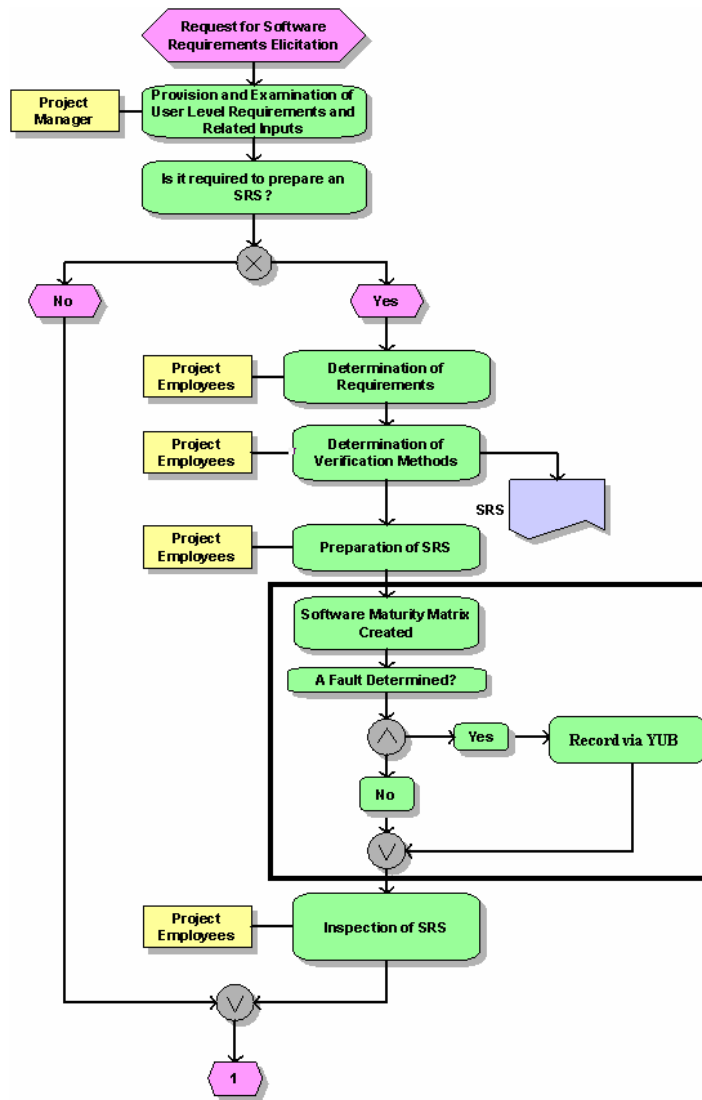 Request for Software
Requirements Elicitation
Project
Manager
Provision and Examination of
User Level Requirements and
Related Inputs
Is it required to prepare an
SRS?
No
Yes
Project
Employees
Determination of
Requirements
Project
Employees
Determination of
Verification Methods
SRS
Project
Employees
Preparation of SRS
Software Maturity Matrix
Created
A Fault Determined?
Yes
Record via YUB
No
Project
Employees
Inspection of SRS
1